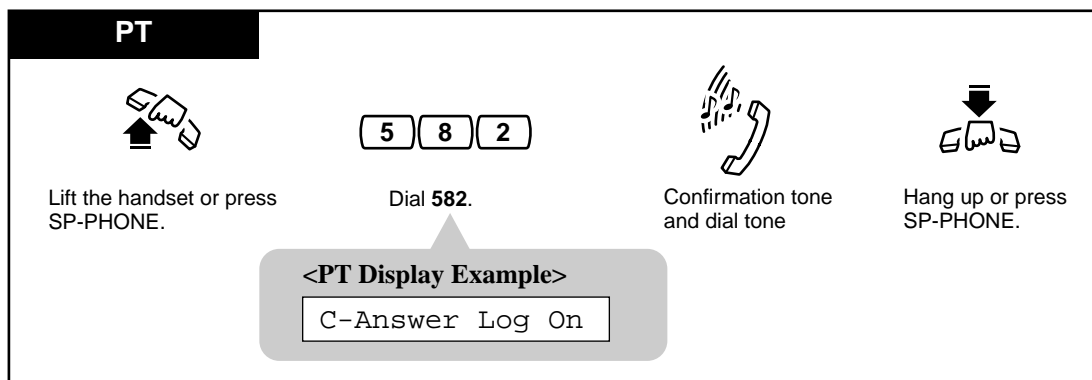 PT
5 8 2
Lift the handset or press
SP-PHONE.
Dial 582.
Confirmation tone
and dial tone
Hang up or press
SP-PHONE.
<PT Display Example>
C-Answer Log On